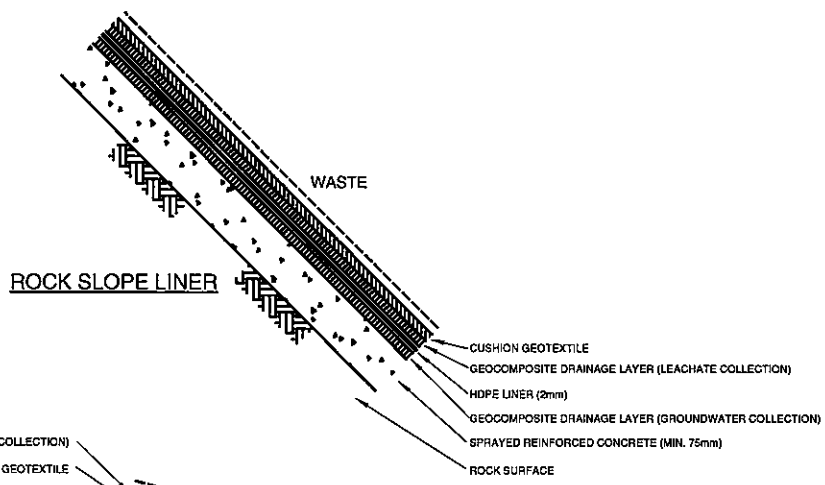 WASTE
ROCK SLOPE LINER
CUSHION GEOTEXTILE
GEOCOMPOSITE DRAINAGE LAYER (LEACHATE COLLECTION)
HDPE LINER (2mm)
GEOCOMPOSITE DRAINAGE LAYER (GROUNDWATER COLLECTION)
SPRAYED REINFORCED CONCRETE (MIN. 75mm)
ROCK SURFACE
COLLECTION)
GEOTEXTILE